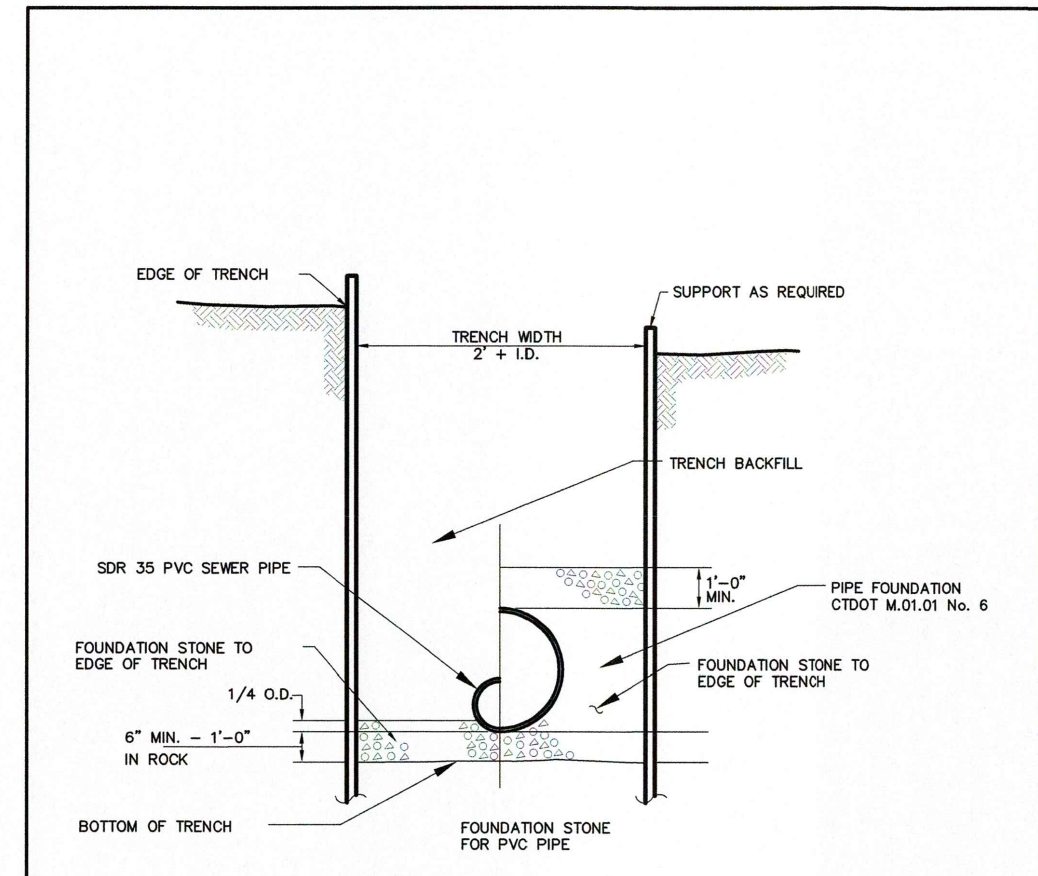 EDGE OF TRENCH
SUPPORT AS REQUIRED
TRENCH WIDTH
2' + I.D.
TRENCH BACKFILL
SDR 35 PVC SEWER PIPE
1'-0"
MIN.
PIPE FOUNDATION
CTDOT M.01.01 No. 6
FOUNDATION STONE TO
EDGE OF TRENCH
FOUNDATION STONE TO
EDGE OF TRENCH
1/4 O.D.
6" MIN. - 1'-0"
IN ROCK
BOTTOM OF TRENCH
FOUNDATION STONE
FOR PVC PIPE